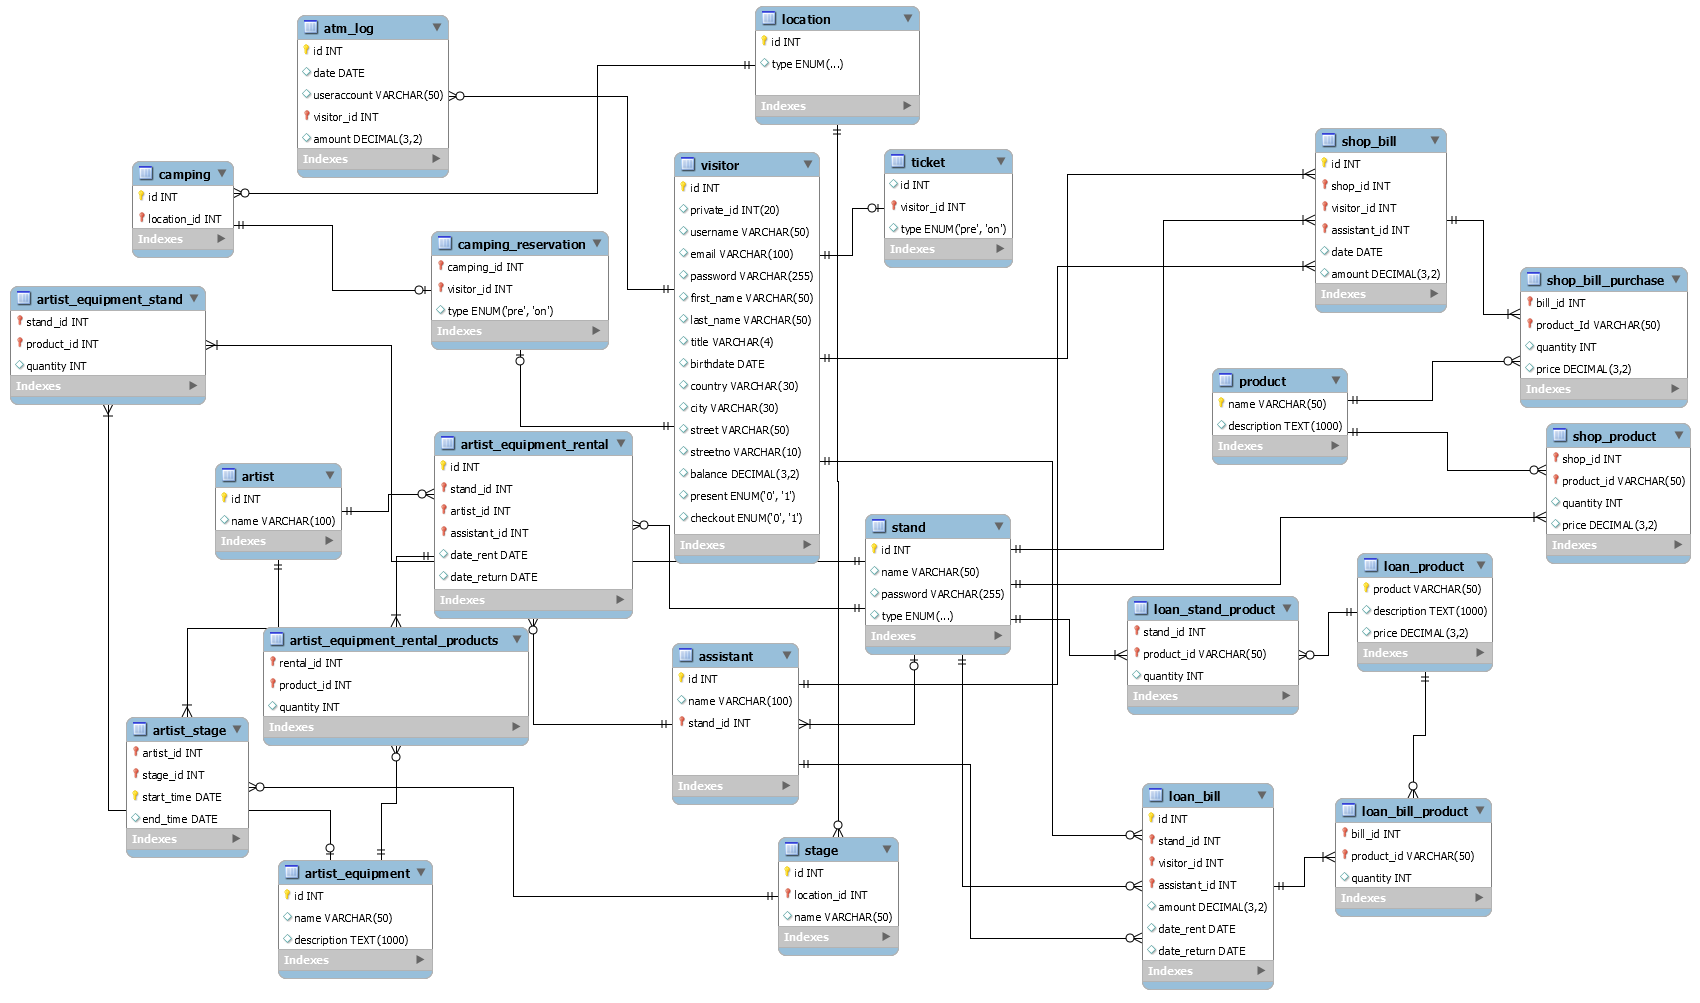 atm_log
id INT
date DATE
useraccount VARCHAR(50)
visitor_id INT
amount DECIMAL(3,2)
Indexes
location
id INT
type ENUM(...)
Indexes
camping
id INT
location_id INT
Indexes
visitor
id INT
private_id INT(20)
username VARCHAR(50)
email VARCHAR(100)
password VARCHAR(255)
first_name VARCHAR(50)
last_name VARCHAR(50)
title VARCHAR(4)
birthdate DATE
country VARCHAR(30)
city VARCHAR(30)
street VARCHAR(50)
streetno VARCHAR(10)
balance DECIMAL(3,2)
present ENUM('0', '1')
checkout ENUM('0', '1')
Indexes
ticket
id INT
visitor_id INT
type ENUM('pre', 'on')
Indexes
shop_bill
id INT
shop_id INT
visitor_id INT
assistant_id INT
date DATE
amount DECIMAL(3,2)
Indexes
camping_reservation
camping_id INT
visitor_id INT
type ENUM('pre', 'on')
Indexes
artist_equipment_stand
stand_id INT
product_id INT
quantity INT
Indexes
shop_bill_purchase
bill_id INT
product_Id VARCHAR(50)
quantity INT
price DECIMAL(3,2)
Indexes
product
name VARCHAR(50)
description TEXT(1000)
Indexes
shop_product
shop_id INT
product_id VARCHAR(50)
quantity INT
price DECIMAL(3,2)
Indexes
artist_equipment_rental
id INT
stand_id INT
artist_id INT
assistant_id INT
date_rent DATE
date_return DATE
Indexes
artist
id INT
name VARCHAR(100)
Indexes
stand
id INT
name VARCHAR(50)
password VARCHAR(255)
type ENUM(...)
Indexes
loan_product
product VARCHAR(50)
description TEXT(1000)
price DECIMAL(3,2)
Indexes
loan_stand_product
stand_id INT
product_id VARCHAR(50)
quantity INT
Indexes
artist_equipment_rental_products
rental_id INT
product_id INT
quantity INT
Indexes
assistant
id INT
name VARCHAR(100)
stand_id INT
Indexes
artist_stage
artist_id INT
stage_id INT
start_time DATE
end_time DATE
Indexes
loan_bill
id INT
stand_id INT
visitor_id INT
assistant_id INT
amount DECIMAL(3,2)
date_rent DATE
date_return DATE
Indexes
loan_bill_product
bill_id INT
product_id VARCHAR(50)
quantity INT
Indexes
stage
id INT
location_id INT
name VARCHAR(50)
Indexes
artist_equipment
id INT
name VARCHAR(50)
description TEXT(1000)
Indexes